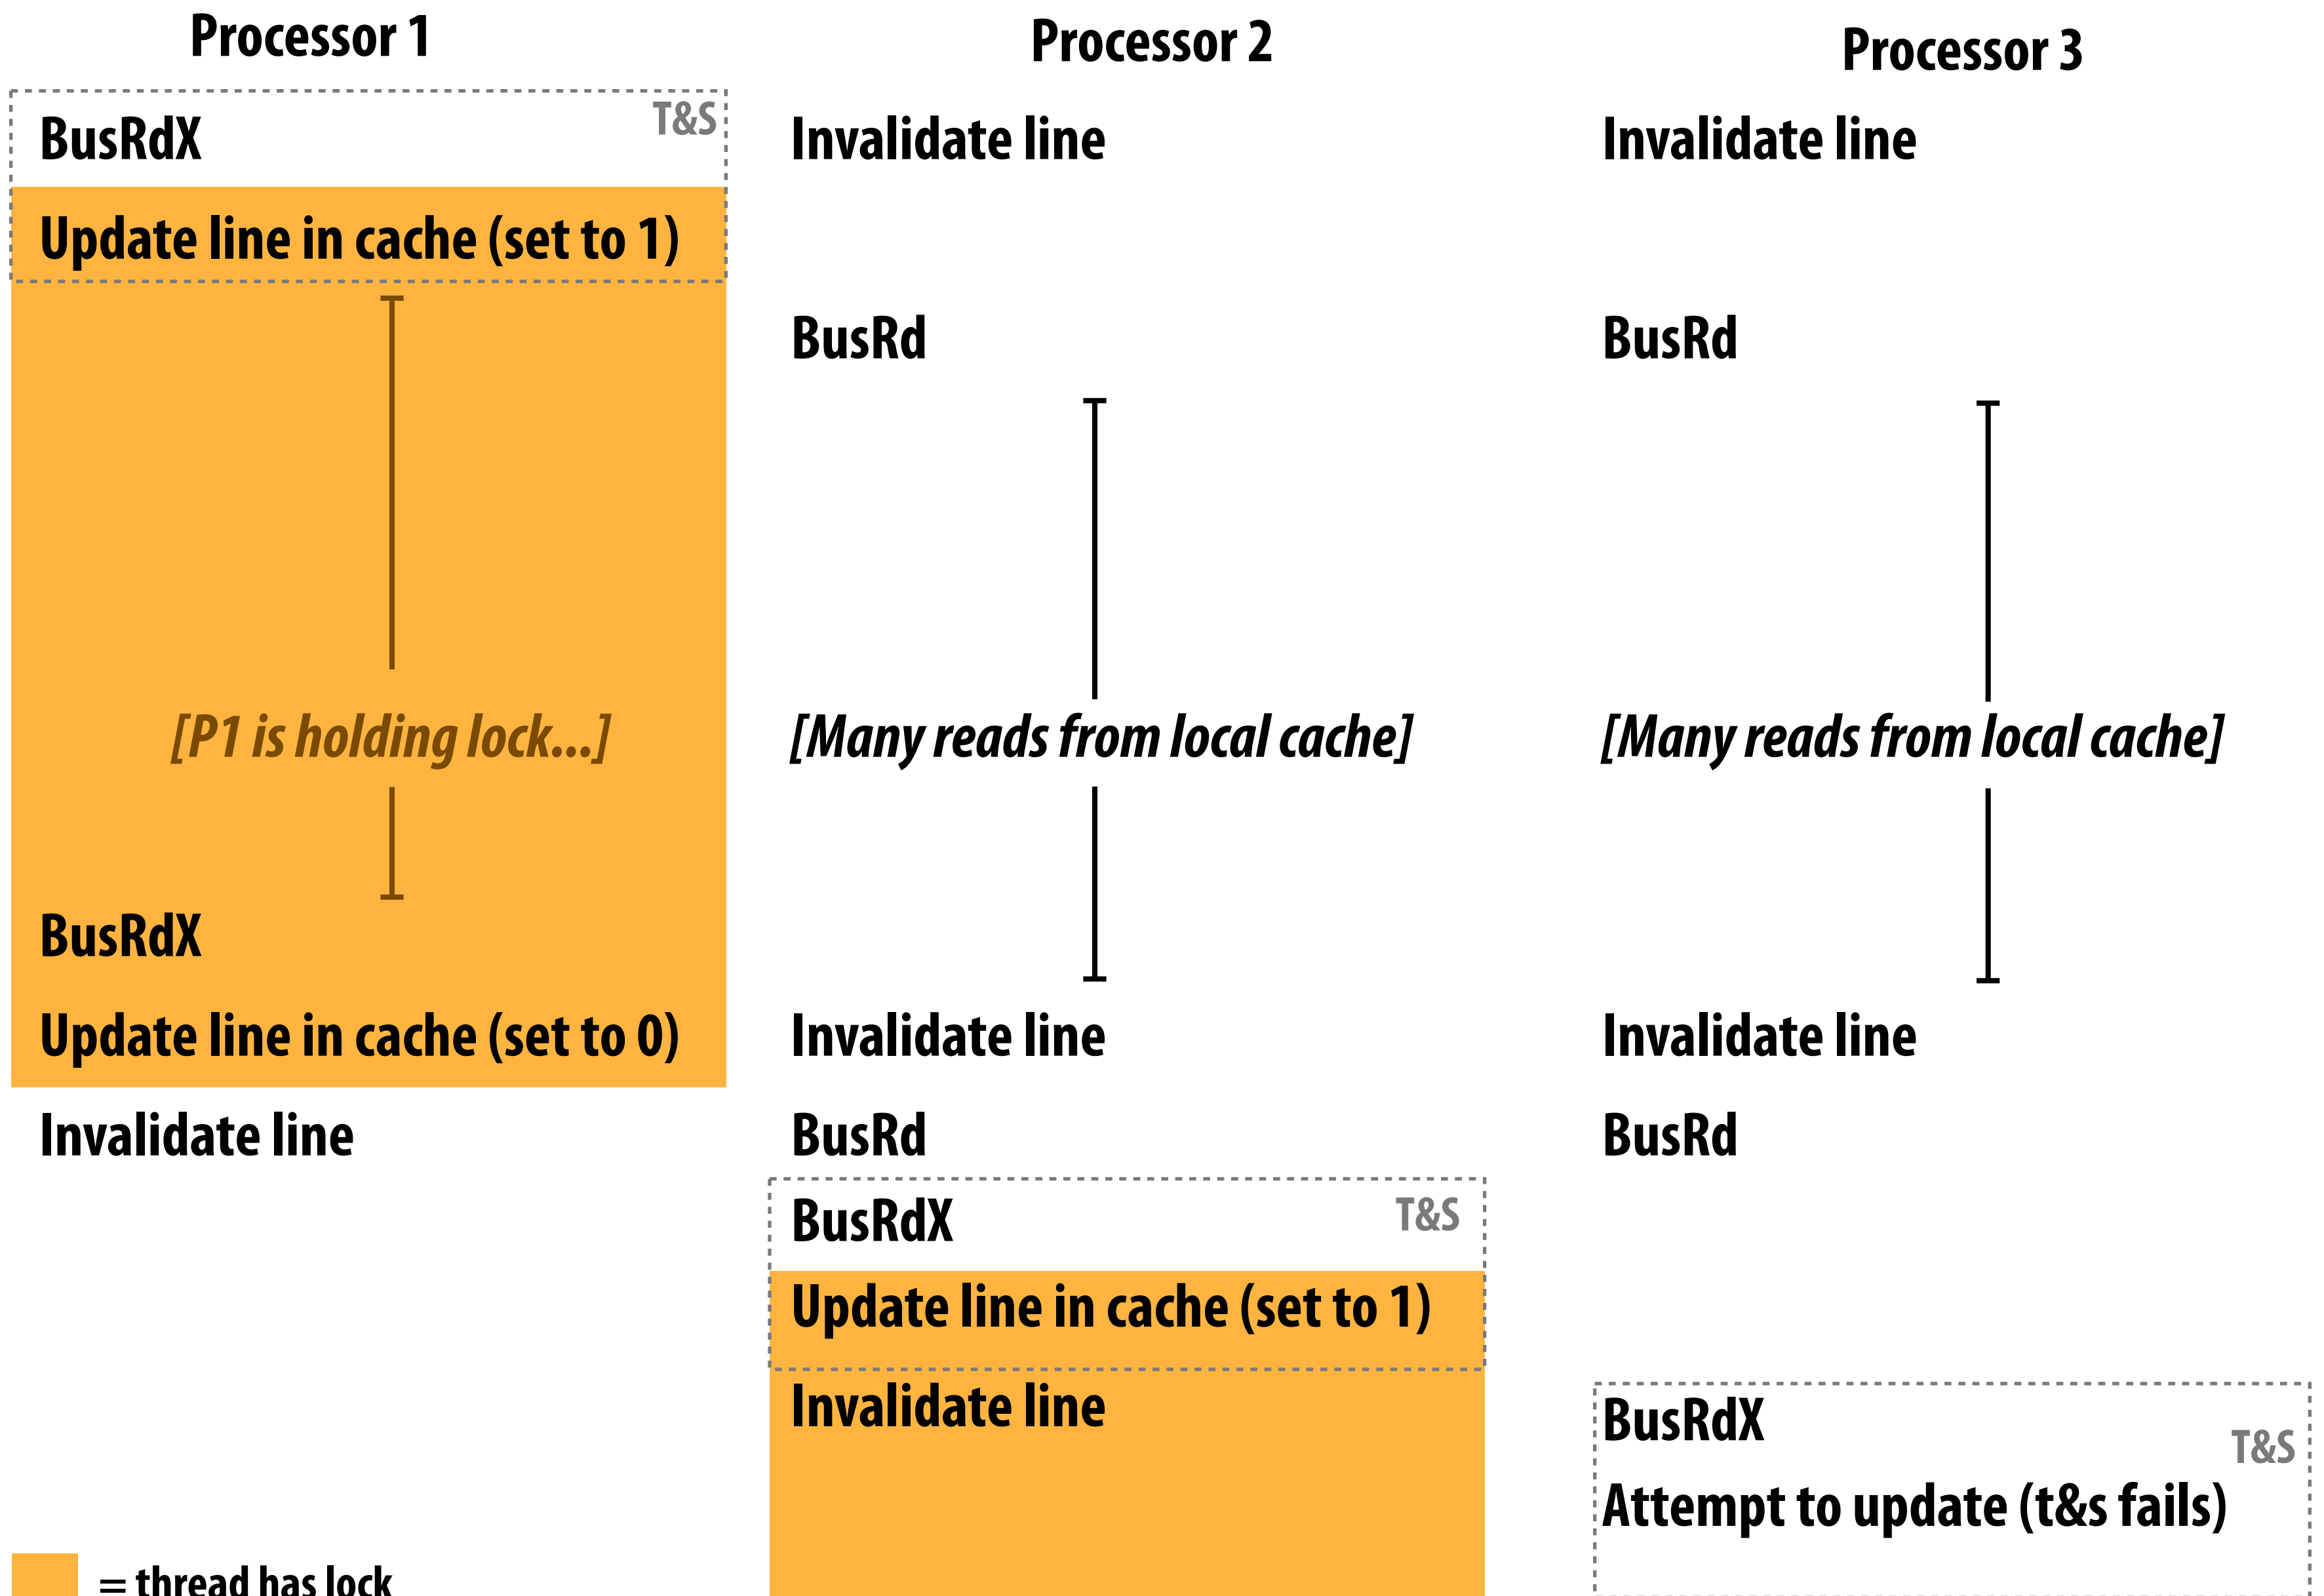 Processor 1
BusRdX
T&S
Update line in cache (set to 1)
[P1 is holding lock...]
BusRdX
Update line in cache (set to 0)
Invalidate line
= thread has lock
Processor 2
Invalidate line
BusRd
[Many reads from local cache]
Invalidate line
BusRd
BusRdX
T&S
Update line in cache (set to 1)
Invalidate line
Processor 3
Invalidate line
BusRd
[Many reads from local cache]
Invalidate line
BusRd
BusRdX
T&S
Attempt to update (t&s fails)